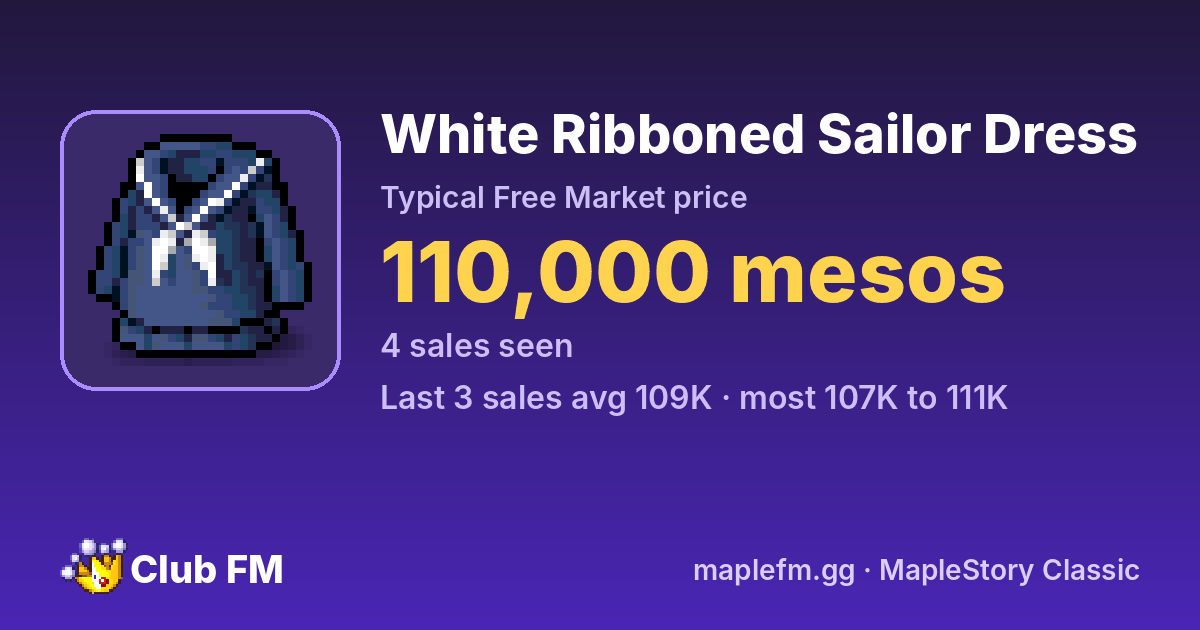 White Ribboned Sailor Dress
Typical Free Market price
110,000 mesos
4 sales seen
Last 3 sales avg 109K · most 107K to 111K
Club FM
maplefm.gg · MapleStory Classic